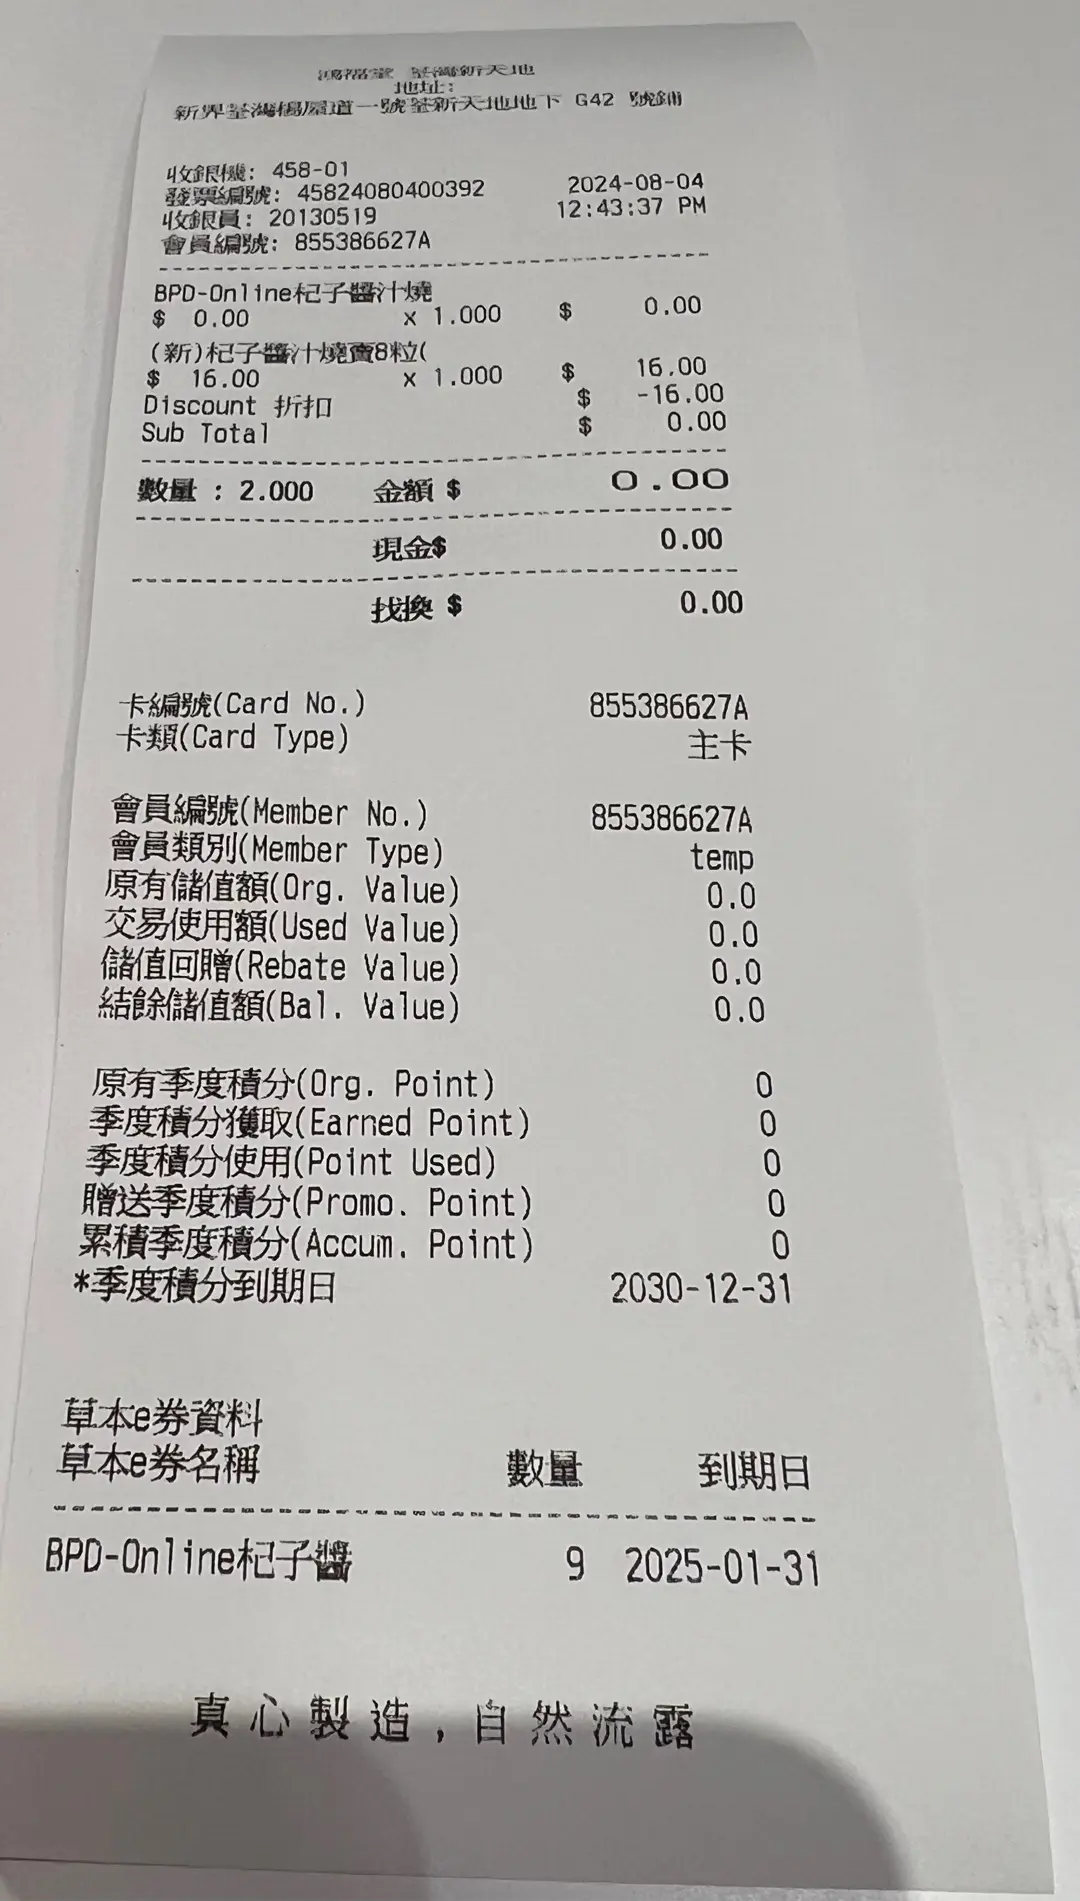 鴻福堂 荃灣新天地
地址:
新界荃灣楊屋道一號荃新天地地下 G42 號鋪
收銀機: 458-01
發票編號: 45824080400392 2024-08-04
收銀員: 20130519 12:43:37 PM
會員編號: 855386627A
BPD-Online杞子醬汁燒
$ 0.00 x 1.000 $ 0.00
(新)杞子醬汁燒賣8粒(
$ 16.00 x 1.000 $ 16.00
Discount 折扣 $ -16.00
Sub Total $ 0.00
數量 : 2.000 金額 $ 0.00
現金$ 0.00
找換 $ 0.00
卡編號(Card No.) 855386627A
卡類(Card Type) 主卡
會員編號(Member No.) 855386627A
會員類別(Member Type) temp
原有儲值額(Org. Value) 0.0
交易使用額(Used Value) 0.0
儲值回贈(Rebate Value) 0.0
結餘儲值額(Bal. Value) 0.0
原有季度積分(Org. Point) 0
季度積分獲取(Earned Point) 0
季度積分使用(Point Used) 0
贈送季度積分(Promo. Point) 0
累積季度積分(Accum. Point) 0
*季度積分到期日 2030-12-31
草本e券資料
草本e券名稱 數量 到期日
BPD-Online杞子醬 9 2025-01-31
真心製造,自然流露